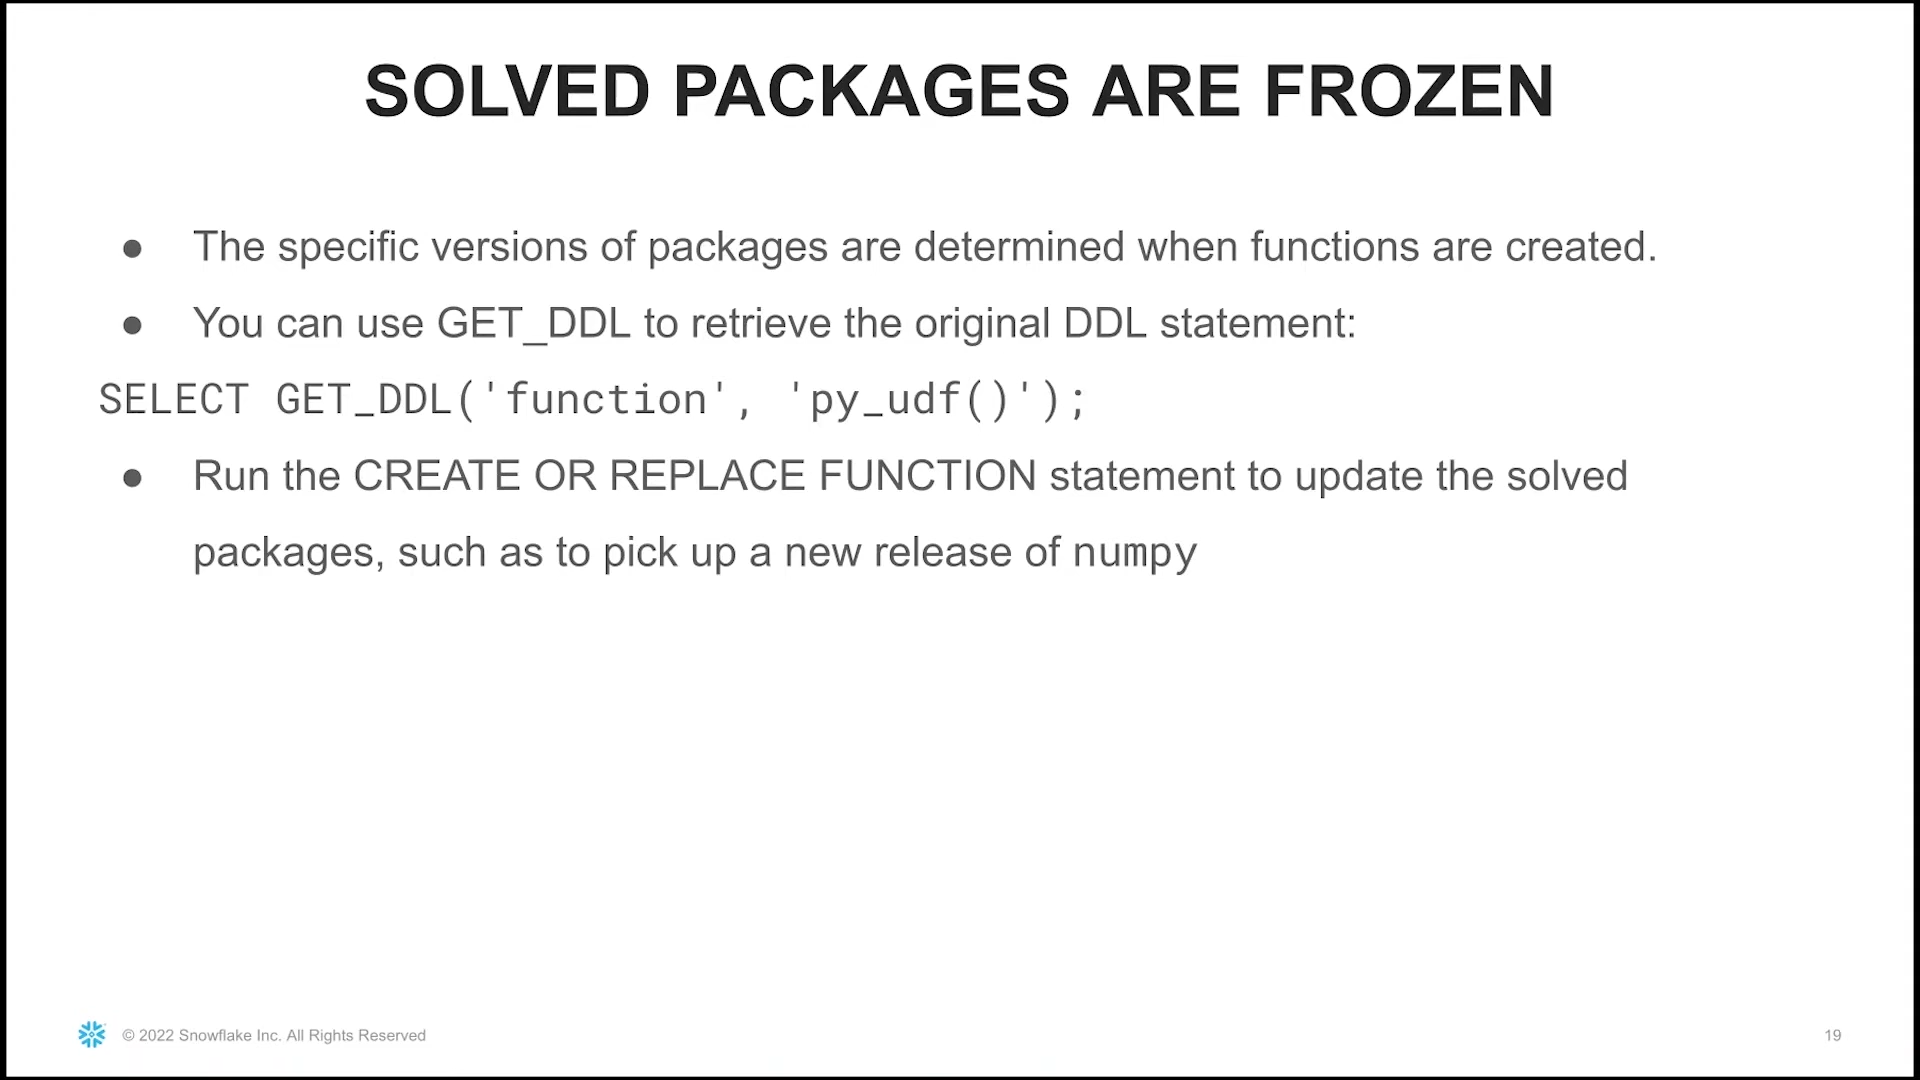 SOLVED PACKAGES ARE FROZEN
● The specific versions of packages are determined when functions are created.
● You can use GET_DDL to retrieve the original DDL statement:
SELECT GET_DDL('function', 'py_udf()');
● Run the CREATE OR REPLACE FUNCTION statement to update the solved
packages, such as to pick up a new release of numpy
© 2022 Snowflake Inc. All Rights Reserved
19